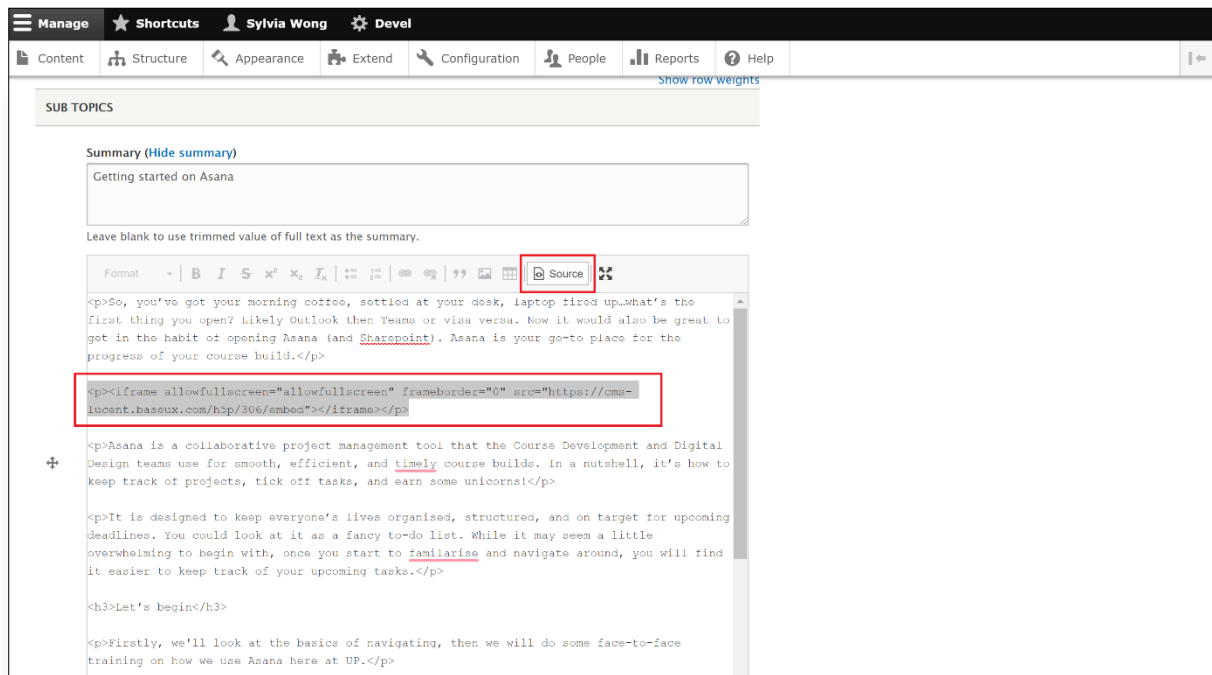 Manage Shortcuts Sylvia Wong Devel
Content Structure Appearance Extend Configuration People Reports Help
Show row weights
SUB TOPICS
Summary (Hide summary)
Getting started on Asana
Leave blank to use trimmed value of full text as the summary.
Format B I S x² xₓ Iₓ Source
<p>So, you've got your morning coffee, settled at your desk, laptop fired up…what's the
first thing you open? Likely Outlook then Teams or visa versa. Now it would also be great to
get in the habit of opening Asana (and Sharepoint). Asana is your go-to place for the
progress of your course build.</p>
<p><iframe allowfullscreen="allowfullscreen" frameborder="0" src="https://cms-
lucent.baseux.com/h5p/306/embed"></iframe></p>
<p>Asana is a collaborative project management tool that the Course Development and Digital
Design teams use for smooth, efficient, and timely course builds. In a nutshell, it's how to
keep track of projects, tick off tasks, and earn some unicorns!</p>
<p>It is designed to keep everyone's lives organised, structured, and on target for upcoming
deadlines. You could look at it as a fancy to-do list. While it may seem a little
overwhelming to begin with, once you start to familarise and navigate around, you will find
it easier to keep track of your upcoming tasks.</p>
<h3>Let's begin</h3>
<p>Firstly, we'll look at the basics of navigating, then we will do some face-to-face
training on how we use Asana here at UP.</p>